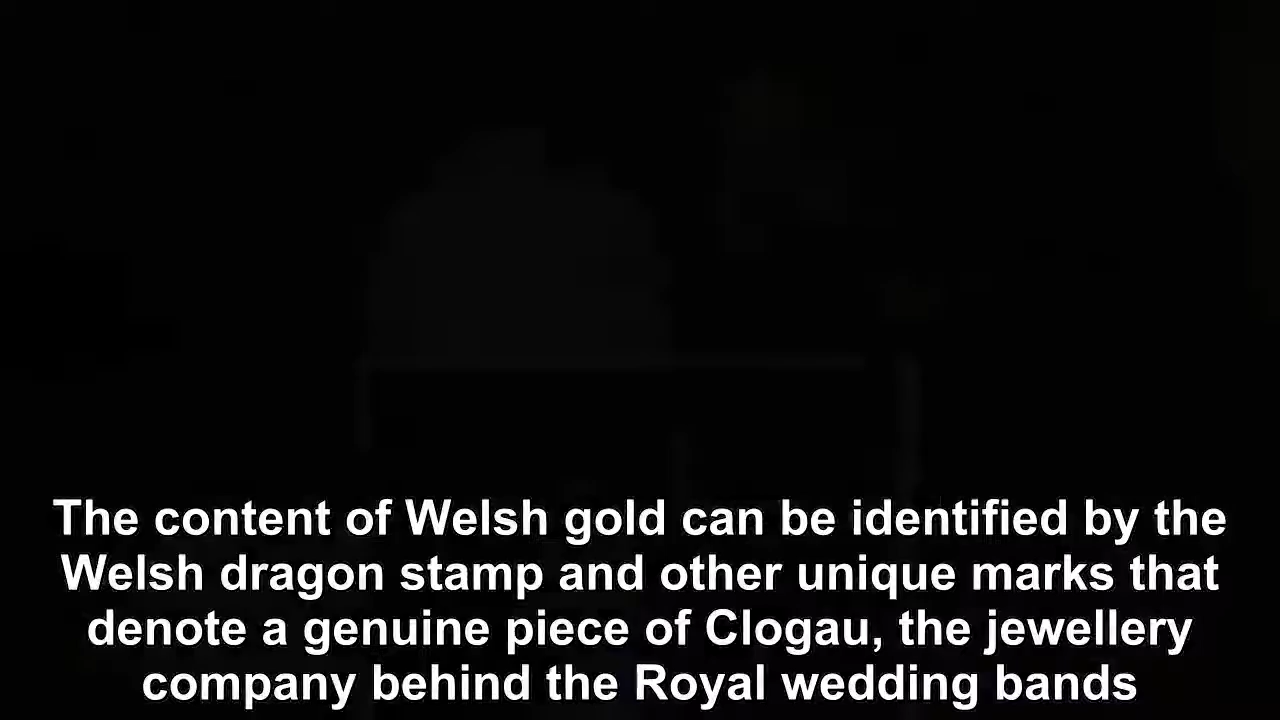 The content of Welsh gold can be identified by the
Welsh dragon stamp and other unique marks that
denote a genuine piece of Clogau, the jewellery
company behind the Royal wedding bands